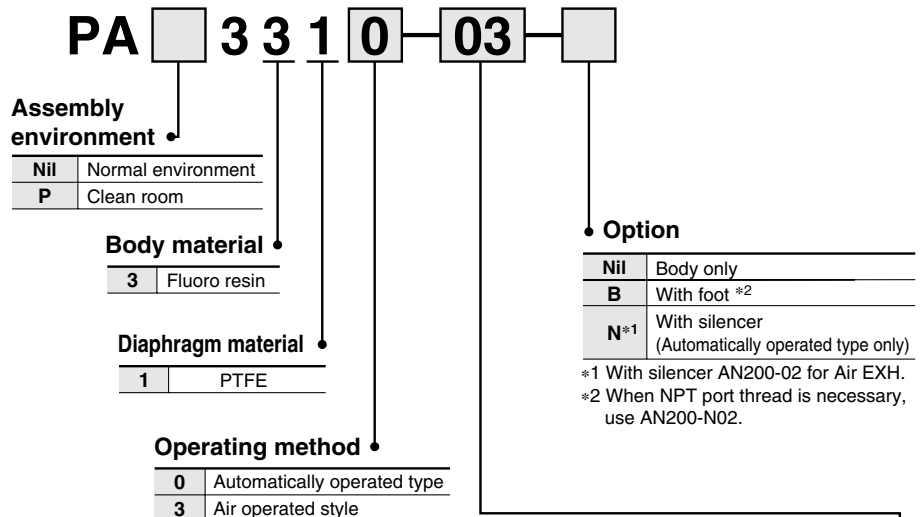 PA 3 3 1 0 - 03 -
Assembly
environment
Nil Normal environment
P Clean room
Body material
3 Fluoro resin
Diaphragm material
1 PTFE
Operating method
0 Automatically operated type
3 Air operated style
Option
Nil Body only
B With foot *2
N*1 With silencer
(Automatically operated type only)
*1 With silencer AN200-02 for Air EXH.
*2 When NPT port thread is necessary,
use AN200-N02.